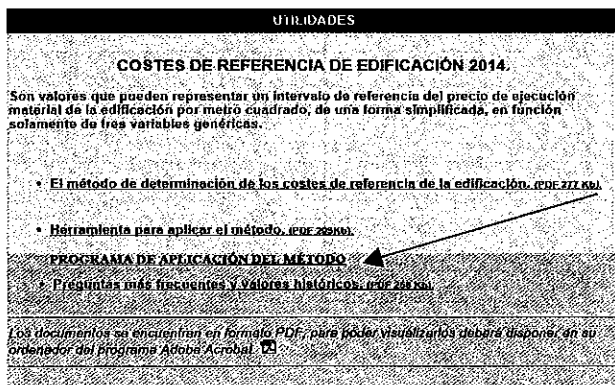 UTILIDADES
COSTES DE REFERENCIA DE EDIFICACIÓN 2014.
Son valores que pueden representar un intervalo de referencia del precio de ejecución
material de la edificación por metro cuadrado, de una forma simplificada, en función
solamente de tres variables genéricas.
• El método de determinación de los costes de referencia de la edificación. (PDF 277 Kb).
• Herramienta para aplicar el método. (PDF 205Kb).
PROGRAMA DE APLICACIÓN DEL MÉTODO
• Preguntas más frecuentes y valores históricos. (PDF 258 Kb).
Los documentos se encuentran en formato PDF, para poder visualizarlos deberá disponer en su
ordenador del programa Adobe Acrobat.